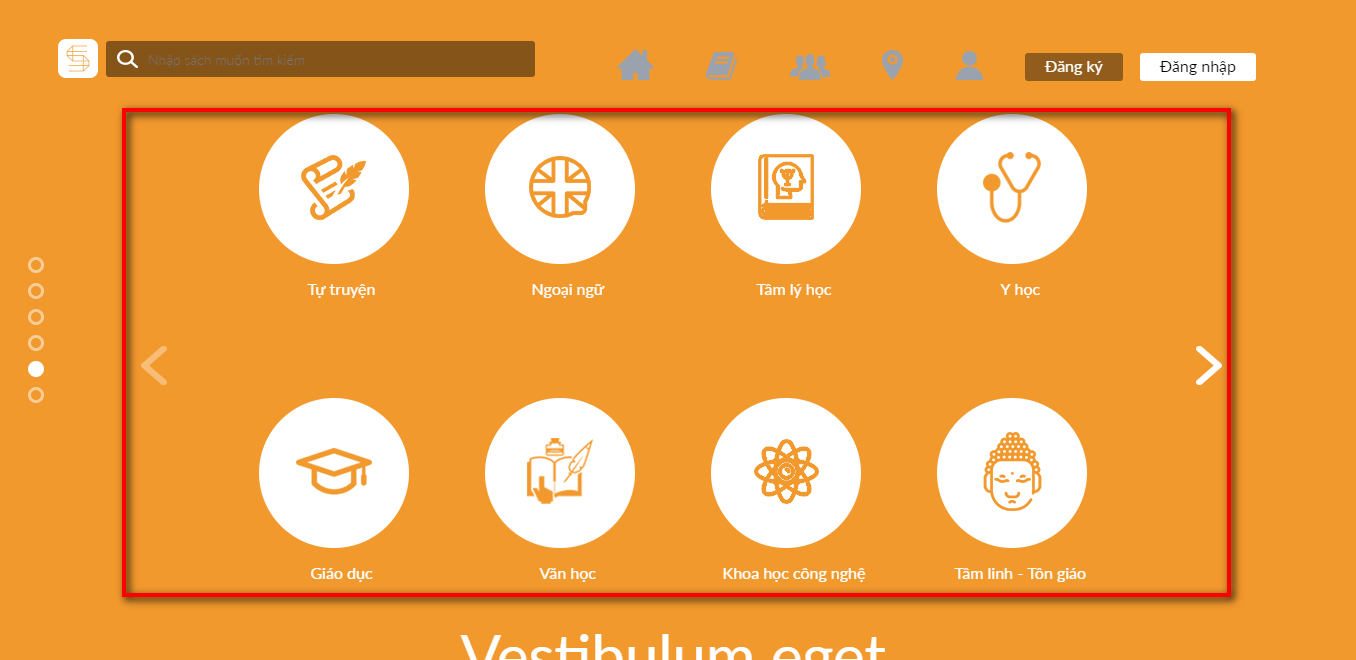 Nhập sách muốn tìm kiếm
Đăng ký
Đăng nhập
Tự truyện
Ngoại ngữ
Tâm lý học
Y học
Giáo dục
Văn học
Khoa học công nghệ
Tâm linh - Tôn giáo
Vestibulum eget